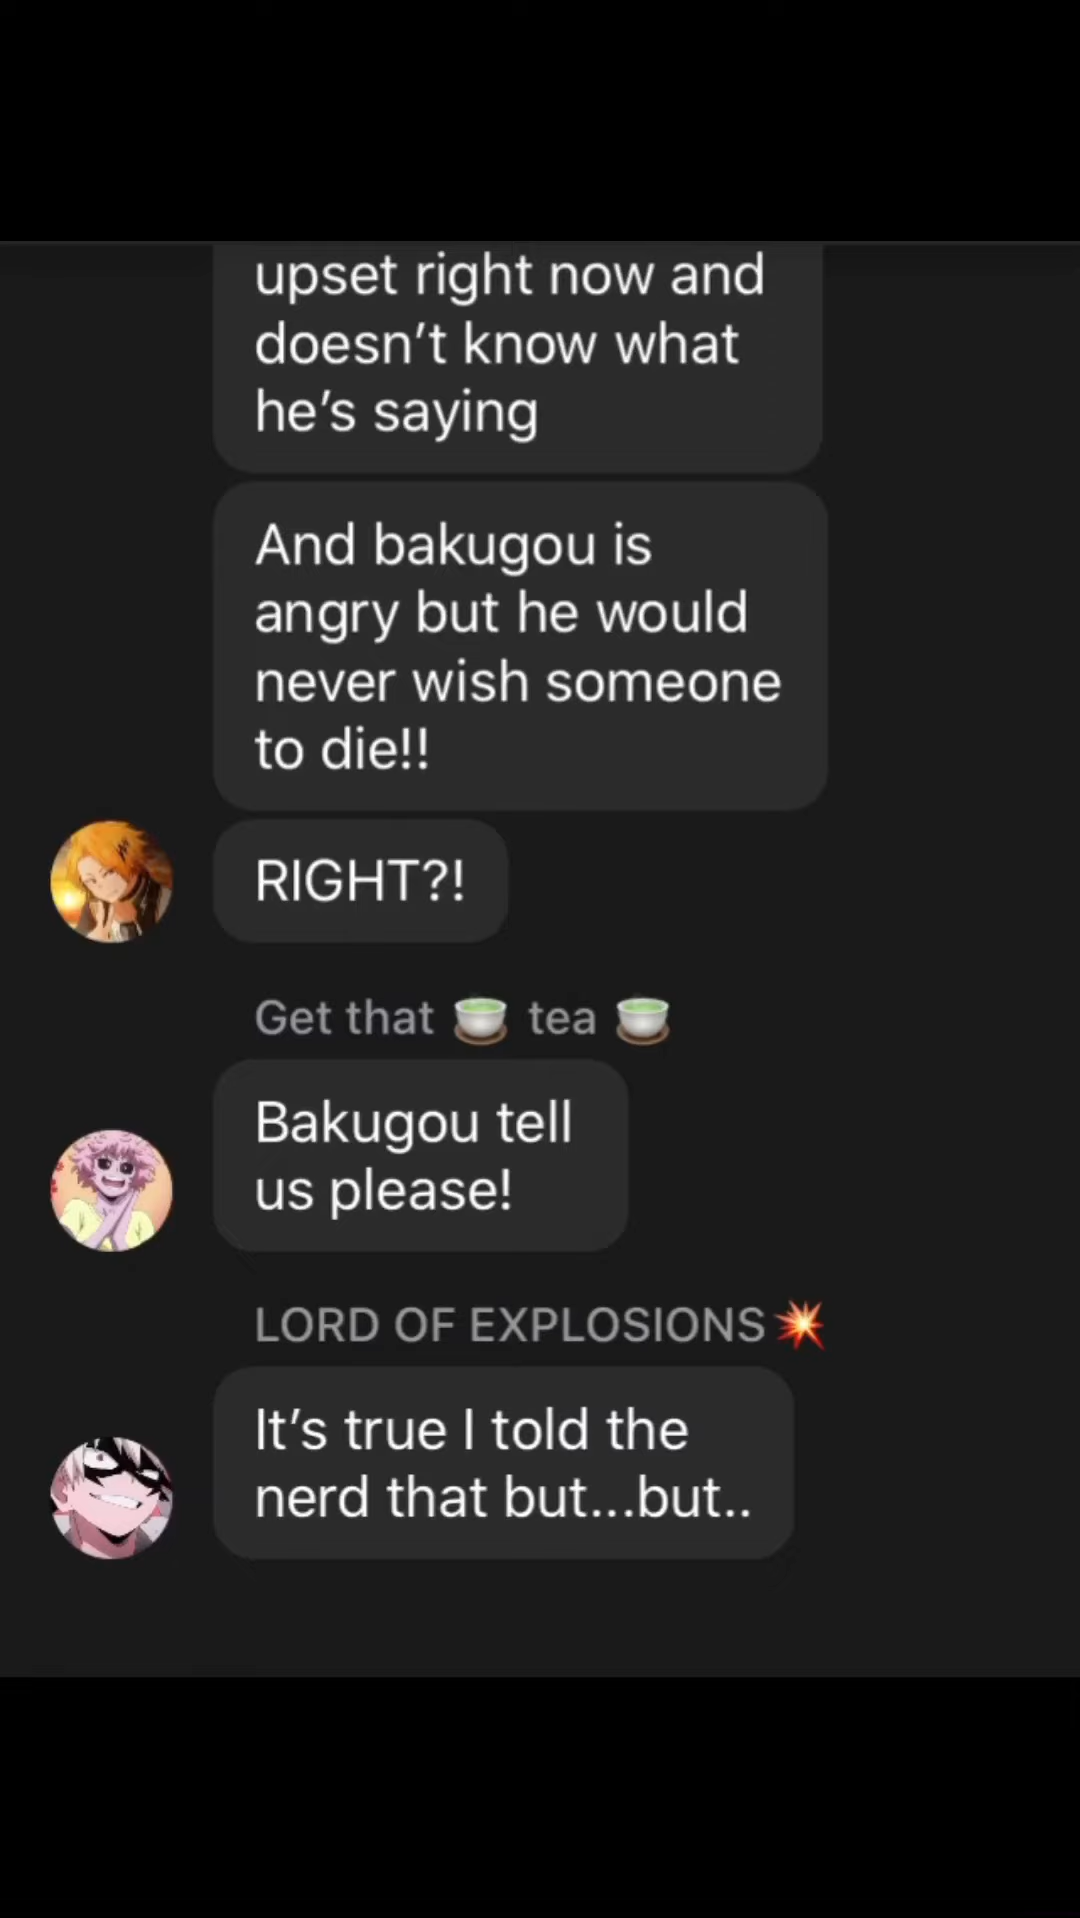 upset right now and
doesn’t know what
he’s saying
And bakugou is
angry but he would
never wish someone
to die!!
RIGHT?!
Get that 🍵 tea 🍵
Bakugou tell
us please!
LORD OF EXPLOSIONS💥
It’s true I told the
nerd that but...but..